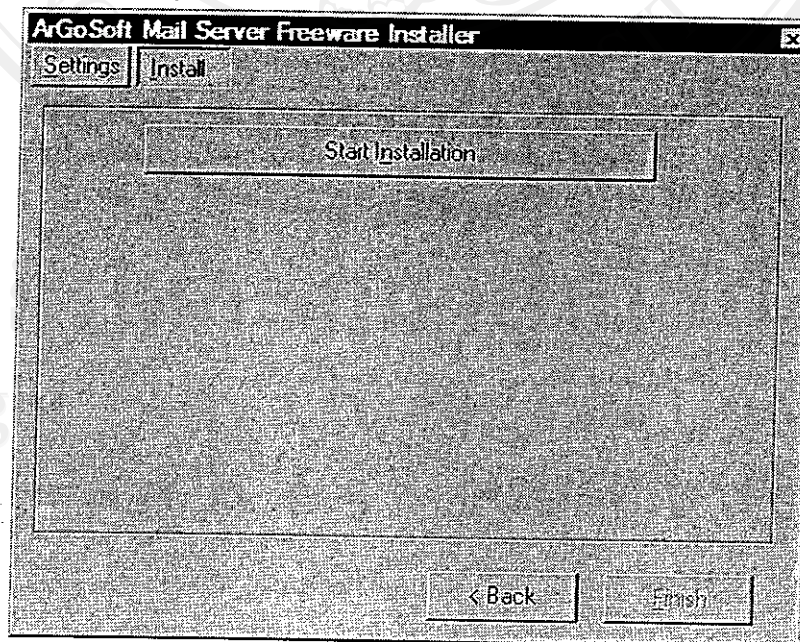 ArGoSoft Mail Server Freeware Installer
Settings Install
Start Installation
< Back Finish